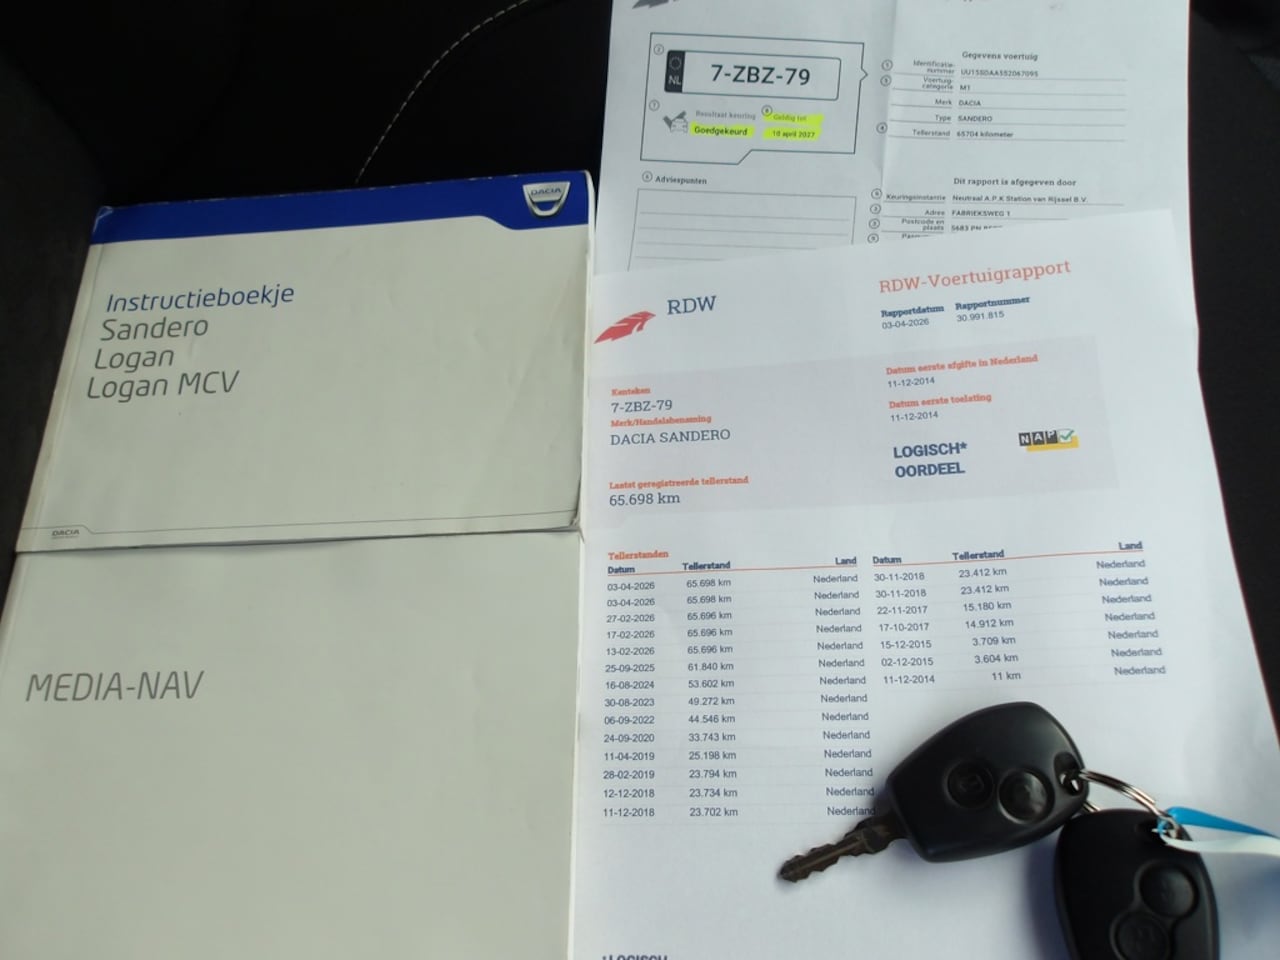 DACIA
Instructieboekje
Sandero
Logan
Logan MCV
DACIA
MEDIA-NAV
NL
7-ZBZ-79
Resultaat keuring
Goedgekeurd
Geldig tot
10 april 2027
Adviespunten
Gegevens voertuig
Identificatie-
nummer UU15SDAA552067095
Voertuig-
categorie M1
Merk DACIA
Type SANDERO
Tellerstand 65704 kilometer
Dit rapport is afgegeven door
Keuringsinstantie Neutraal A.P.K Station van Rijssel B.V.
Adres FABRIEKSWEG 1
Postcode en
plaats 5683 PN
RDW
RDW-Voertuigrapport
Rapportdatum Rapportnummer
03-04-2026 30.991.815
Kenteken
7-ZBZ-79
Merk/Handelsbenaming
DACIA SANDERO
Laatst geregistreerde tellerstand
65.698 km
Datum eerste afgifte in Nederland
11-12-2014
Datum eerste toelating
11-12-2014
LOGISCH*
OORDEEL
NAP
Tellerstanden
Datum Tellerstand Land
03-04-2026 65.698 km Nederland
03-04-2026 65.698 km Nederland
27-02-2026 65.696 km Nederland
17-02-2026 65.696 km Nederland
13-02-2026 65.696 km Nederland
25-09-2025 61.840 km Nederland
16-08-2024 53.602 km Nederland
30-08-2023 49.272 km Nederland
06-09-2022 44.546 km Nederland
24-09-2020 33.743 km Nederland
11-04-2019 25.198 km Nederland
28-02-2019 23.794 km Nederland
12-12-2018 23.734 km Nederland
11-12-2018 23.702 km Nederland
Datum Tellerstand Land
30-11-2018 23.412 km Nederland
30-11-2018 23.412 km Nederland
22-11-2017 15.180 km Nederland
17-10-2017 14.912 km Nederland
15-12-2015 3.709 km Nederland
02-12-2015 3.604 km Nederland
11-12-2014 11 km Nederland
*LOGISCH